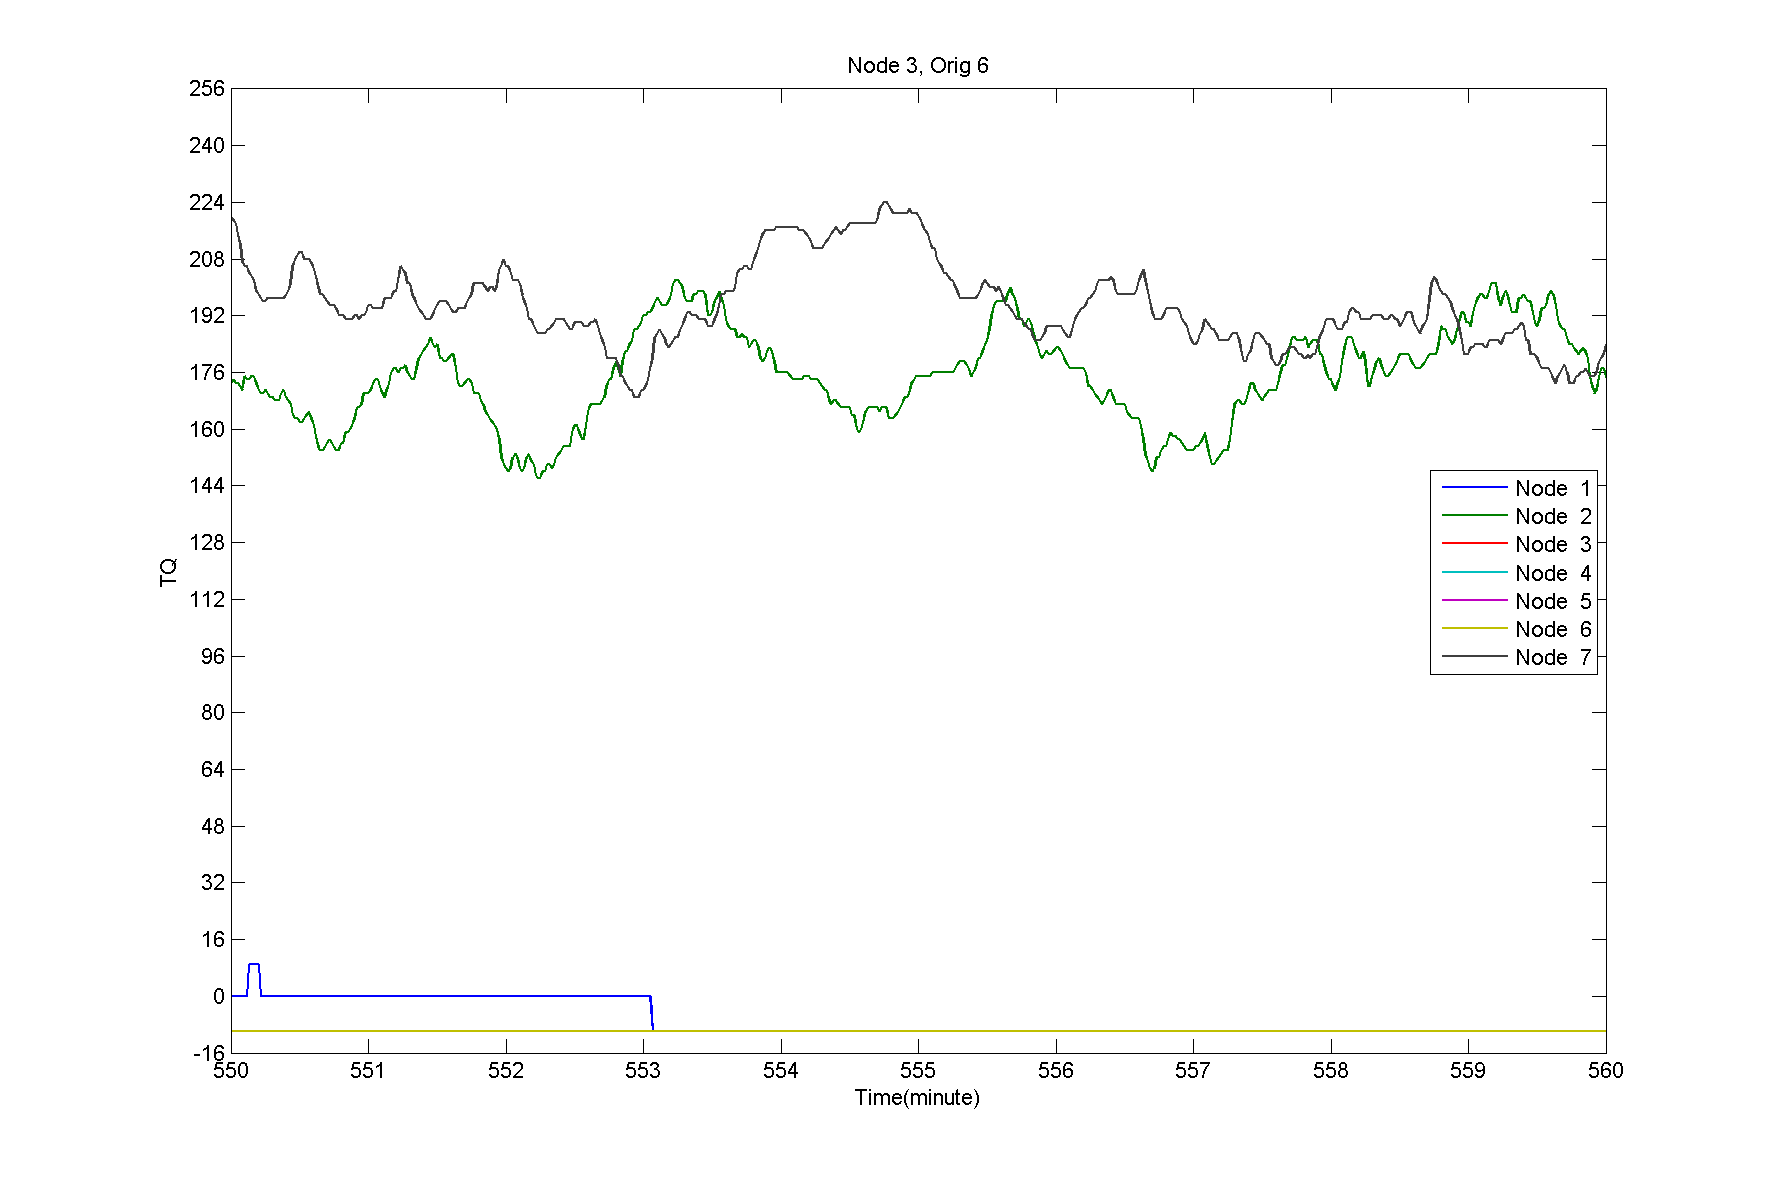 Node 3, Orig 6
256
240
224
208
192
176
160
144
128
112
96
80
64
48
32
16
0
-16
TQ
Node 1
Node 2
Node 3
Node 4
Node 5
Node 6
Node 7
550 551 552 553 554 555 556 557 558 559 560
Time(minute)